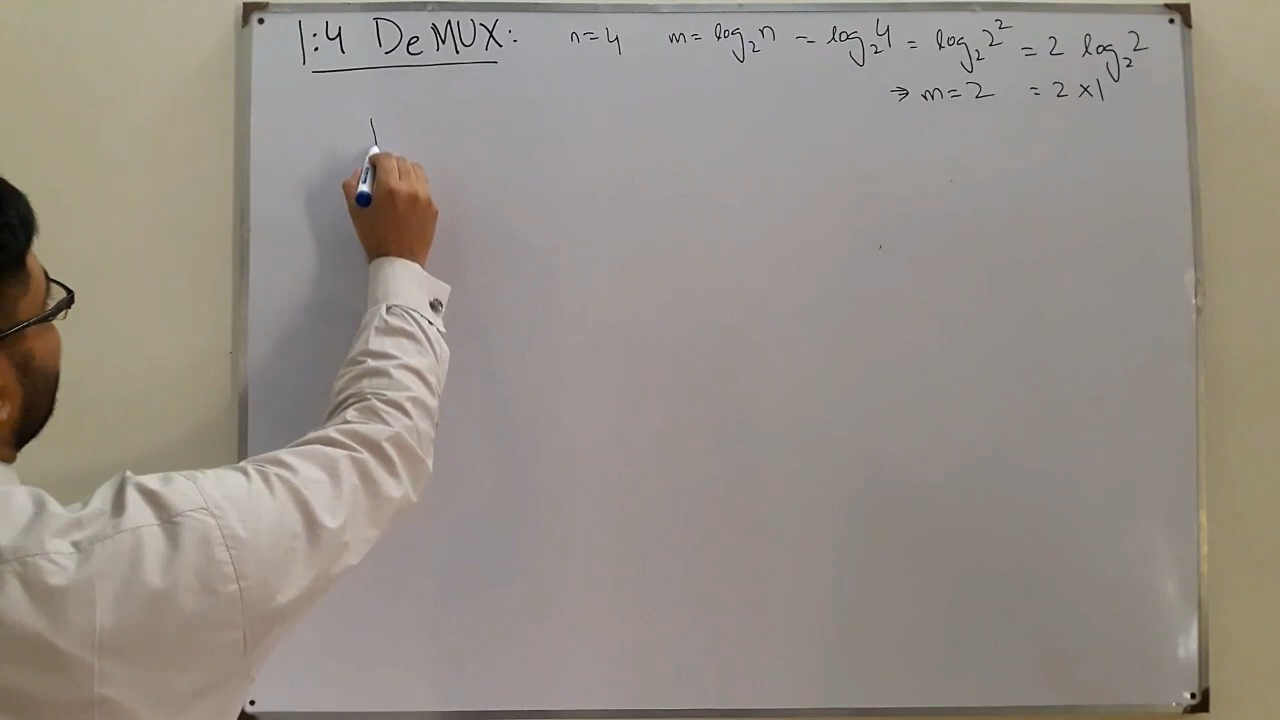 1:4 DeMUX: n=4 m= log₂n = log₂4 = log₂2² = 2 log₂2
⇒ m=2 = 2×1